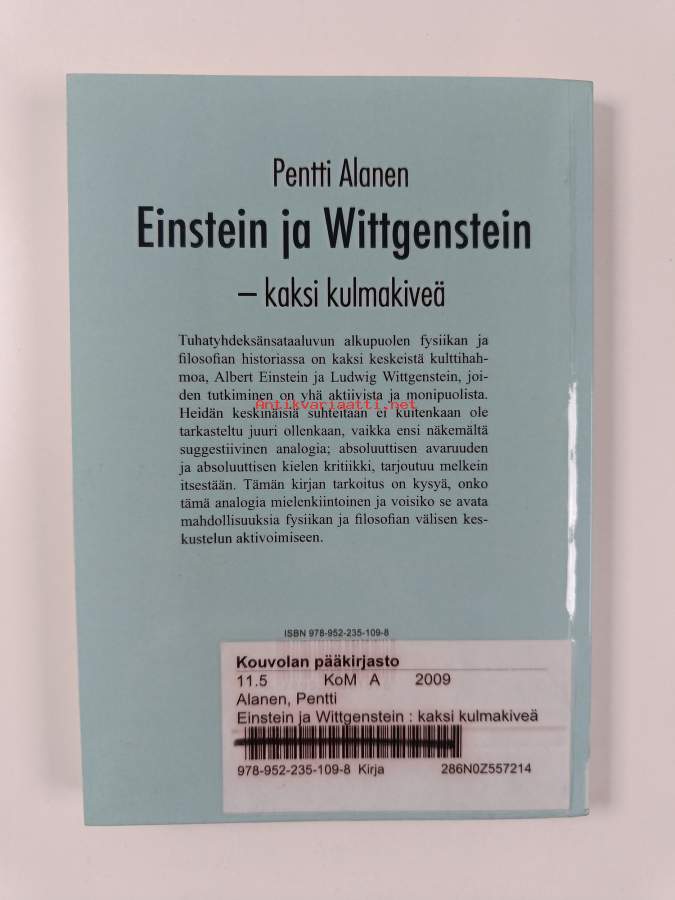 Pentti Alanen
Einstein ja Wittgenstein
– kaksi kulmakiveä
Tuhatyhdeksänsataaluvun alkupuolen fysiikan ja
filosofian historiassa on kaksi keskeistä kulttihah-
moa, Albert Einstein ja Ludwig Wittgenstein, joi-
den tutkiminen on yhä aktiivista ja monipuolista.
Antikvariaatti.net
Heidän keskinäisiä suhteitaan ei kuitenkaan ole
tarkasteltu juuri ollenkaan, vaikka ensi näkemältä
suggestiivinen analogia; absoluuttisen avaruuden
ja absoluuttisen kielen kritiikki, tarjoutuu melkein
itsestään. Tämän kirjan tarkoitus on kysyä, onko
tämä analogia mielenkiintoinen ja voisiko se avata
mahdollisuuksia fysiikan ja filosofian välisen kes-
kustelun aktivoimiseen.
ISBN 978-952-235-109-8
Kouvolan pääkirjasto
11.5 KoM A 2009
Alanen, Pentti
Einstein ja Wittgenstein : kaksi kulmakiveä
978-952-235-109-8 Kirja 286N0Z557214